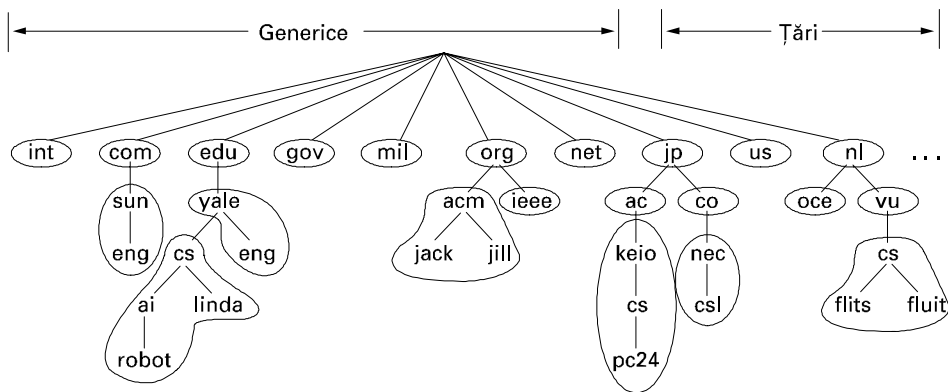 Generice Țări
int com edu gov mil org net jp us nl ...
sun yale acm ieee ac co oce vu
eng cs eng jack jill keio nec cs
ai linda cs csl flits fluit
robot pc24